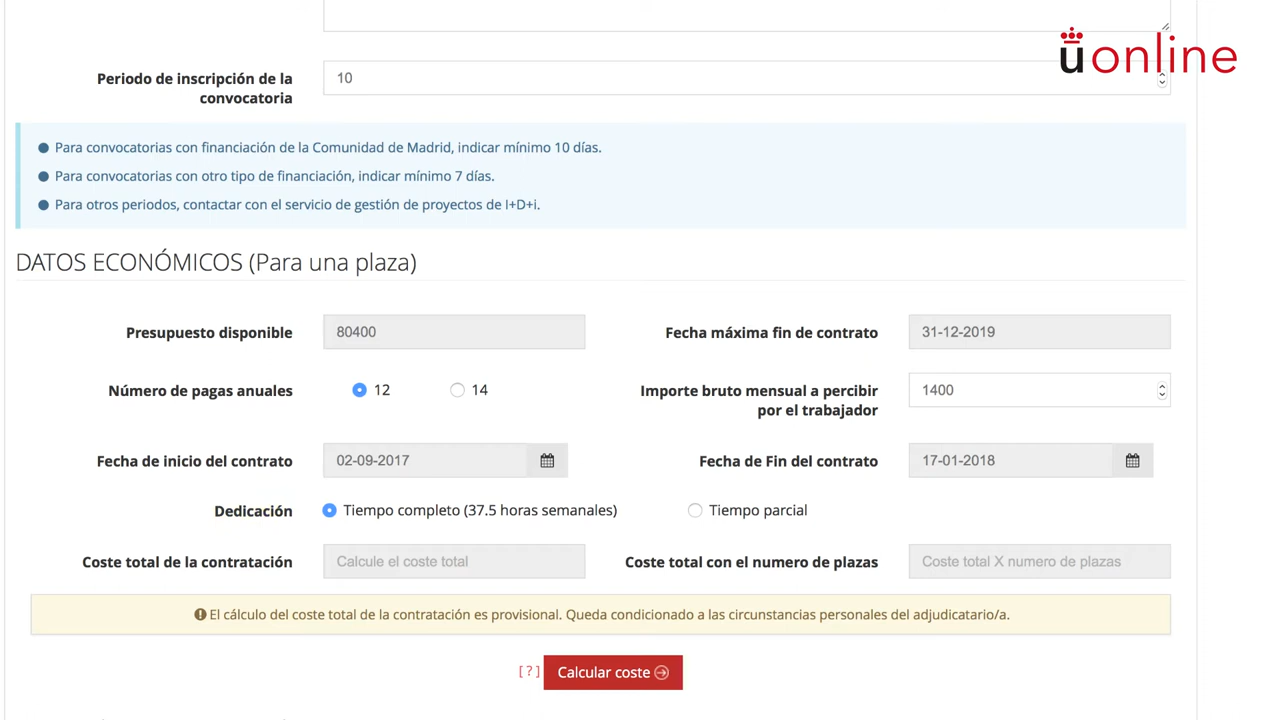 uonline
Periodo de inscripción de la
convocatoria
10
Para convocatorias con financiación de la Comunidad de Madrid, indicar mínimo 10 días.
Para convocatorias con otro tipo de financiación, indicar mínimo 7 días.
Para otros periodos, contactar con el servicio de gestión de proyectos de I+D+i.
DATOS ECONÓMICOS (Para una plaza)
Presupuesto disponible 80400 Fecha máxima fin de contrato 31-12-2019
Número de pagas anuales 12 14 Importe bruto mensual a percibir
por el trabajador 1400
Fecha de inicio del contrato 02-09-2017 Fecha de Fin del contrato 17-01-2018
Dedicación Tiempo completo (37.5 horas semanales) Tiempo parcial
Coste total de la contratación Calcule el coste total Coste total con el numero de plazas Coste total X numero de plazas
El cálculo del coste total de la contratación es provisional. Queda condicionado a las circunstancias personales del adjudicatario/a.
[ ? ] Calcular coste